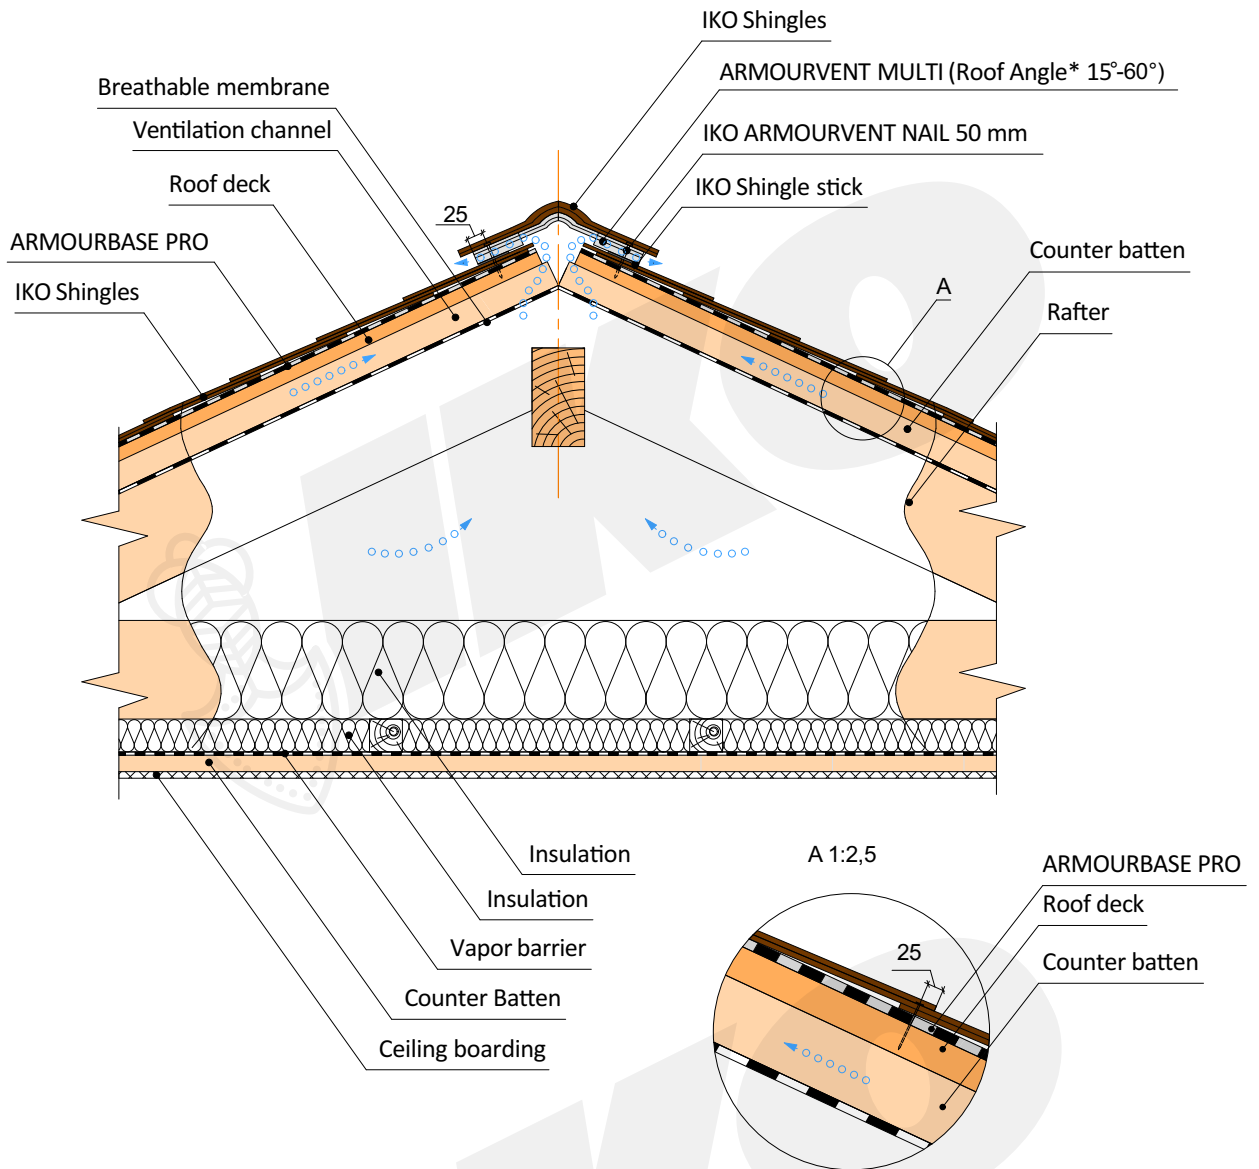 IKO Shingles
ARMOURVENT MULTI (Roof Angle* 15°-60°)
Breathable membrane
Ventilation channel
IKO ARMOURVENT NAIL 50 mm
Roof deck
IKO Shingle stick
25
ARMOURBASE PRO
Counter batten
IKO Shingles
A
Rafter
IKO
Insulation
A 1:2,5
ARMOURBASE PRO
Insulation
Roof deck
Vapor barrier
25
Counter batten
Counter Batten
Ceiling boarding